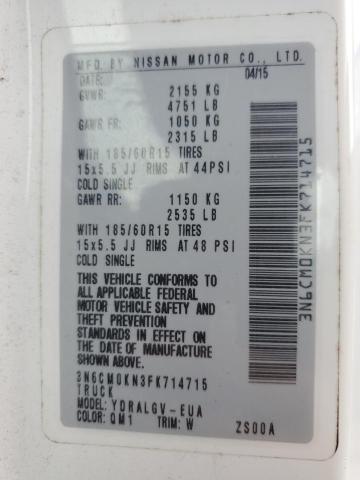 MFD. BY NISSAN MOTOR CO., LTD.
DATE: 04/15
GVWR: 2155 KG
4751 LB
GAWR FR: 1050 KG
2315 LB
WITH 185/60R15 TIRES
15x5.5 JJ RIMS AT 44PSI
COLD SINGLE
GAWR RR: 1150 KG
2535 LB
WITH 185/60R15 TIRES
15x5.5 JJ RIMS AT 48 PSI
COLD SINGLE
THIS VEHICLE CONFORMS TO
ALL APPLICABLE FEDERAL
MOTOR VEHICLE SAFETY AND
THEFT PREVENTION
STANDARDS IN EFFECT ON
THE DATE OF MANUFACTURE
SHOWN ABOVE.
3N6CM0KN3FK714715
TRUCK
MODEL: YDRALGV-EUA
COLOR: QM1 TRIM: W ZS00A
3N6CM0KN3FK714715